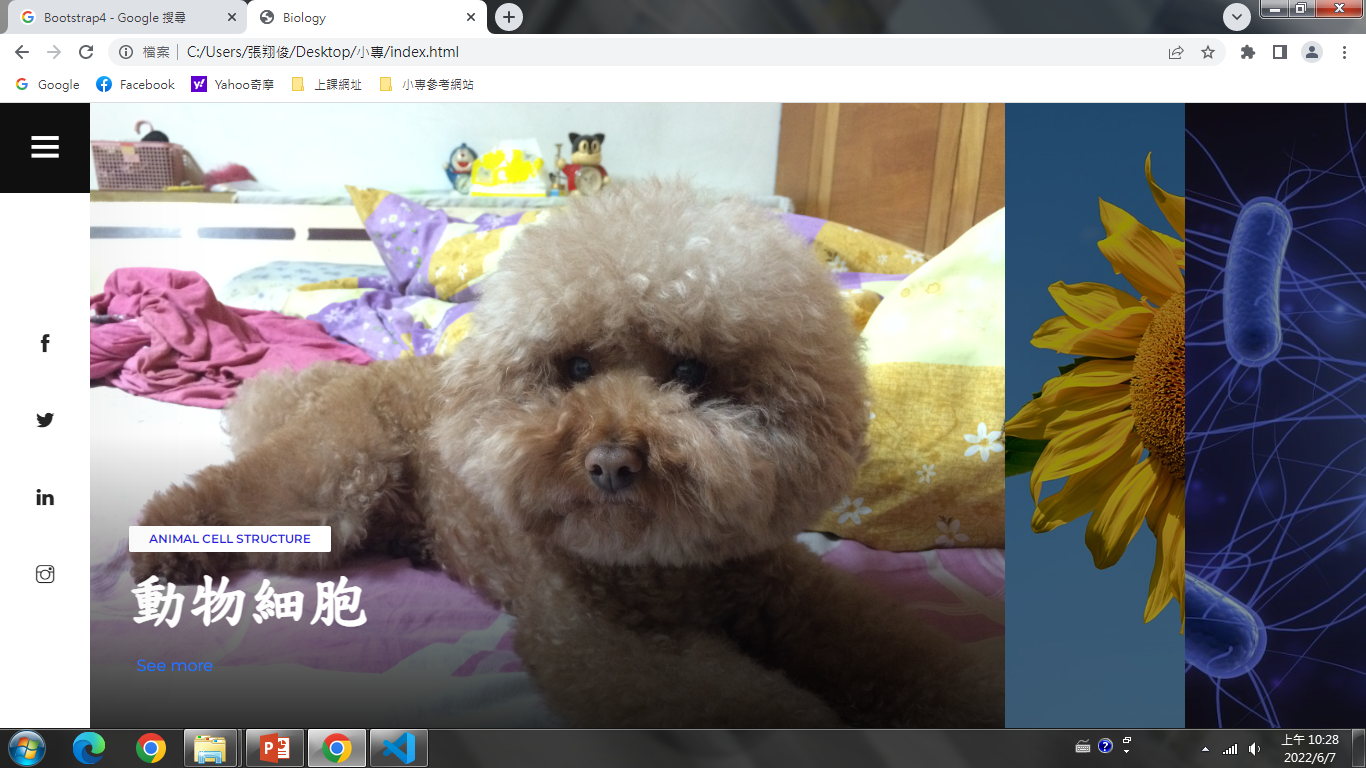 Bootstrap4 - Google 搜尋
Biology
檔案 C:/Users/張翔俊/Desktop/小專/index.html
Google Facebook Yahoo奇摩 上課網址 小專參考網站
ANIMAL CELL STRUCTURE
動物細胞
See more
上午 10:28
2022/6/7